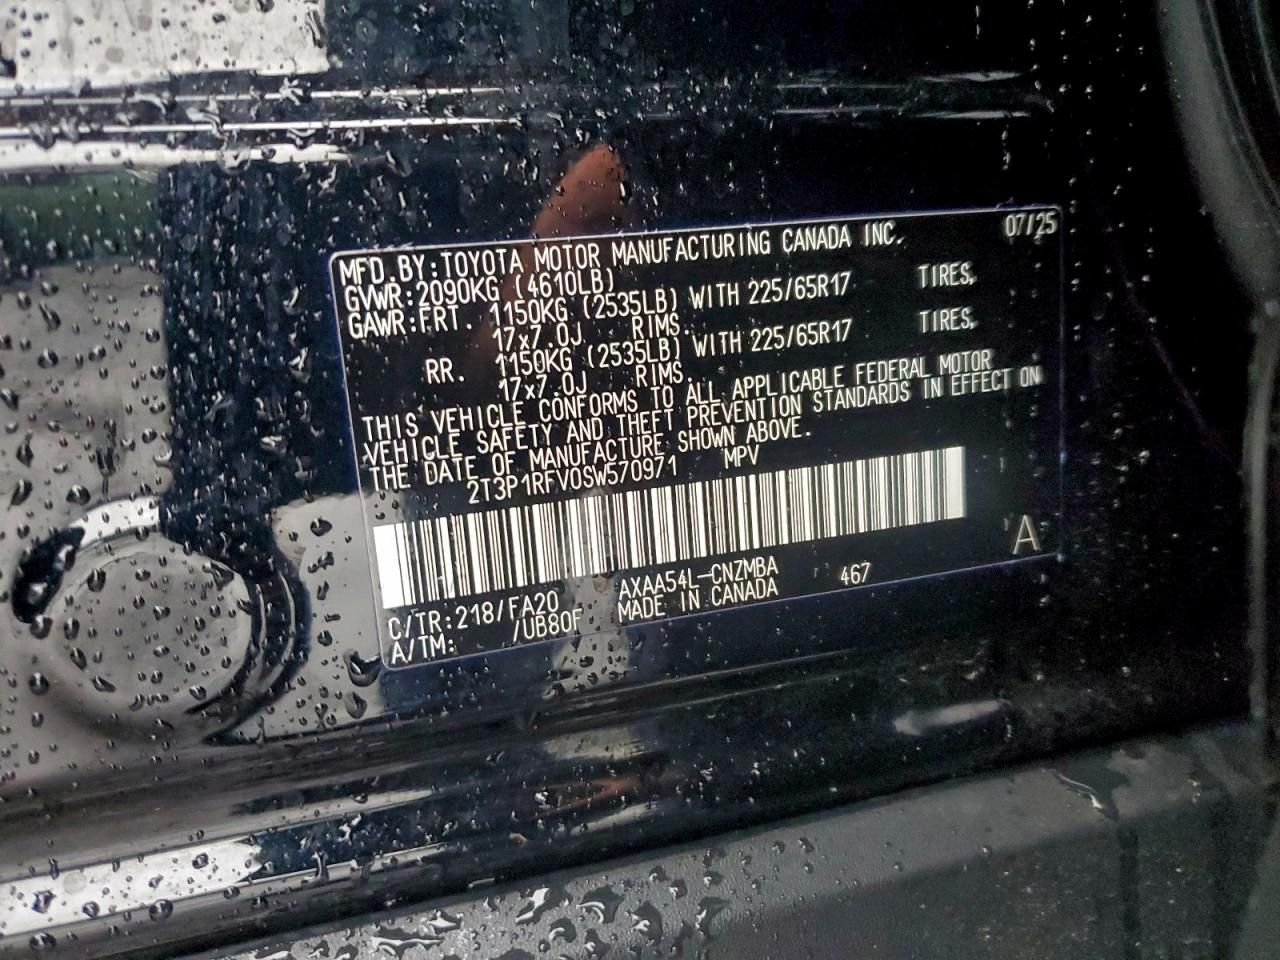 07/25
MFD.BY:TOYOTA MOTOR MANUFACTURING CANADA INC.
GVWR:2090KG (4610LB)
GAWR:FRT. 1150KG (2535LB) WITH 225/65R17 TIRES,
17x7.0J RIMS.
RR. 1150KG (2535LB) WITH 225/65R17 TIRES,
17x7.0J RIMS.
THIS VEHICLE CONFORMS TO ALL APPLICABLE FEDERAL MOTOR
VEHICLE SAFETY AND THEFT PREVENTION STANDARDS IN EFFECT ON
THE DATE OF MANUFACTURE SHOWN ABOVE.
2T3P1RFV0SW570971 MPV
A
C/TR:218/FA20 AXAA54L-CNZMBA 467
A/TM: /UB80F MADE IN CANADA